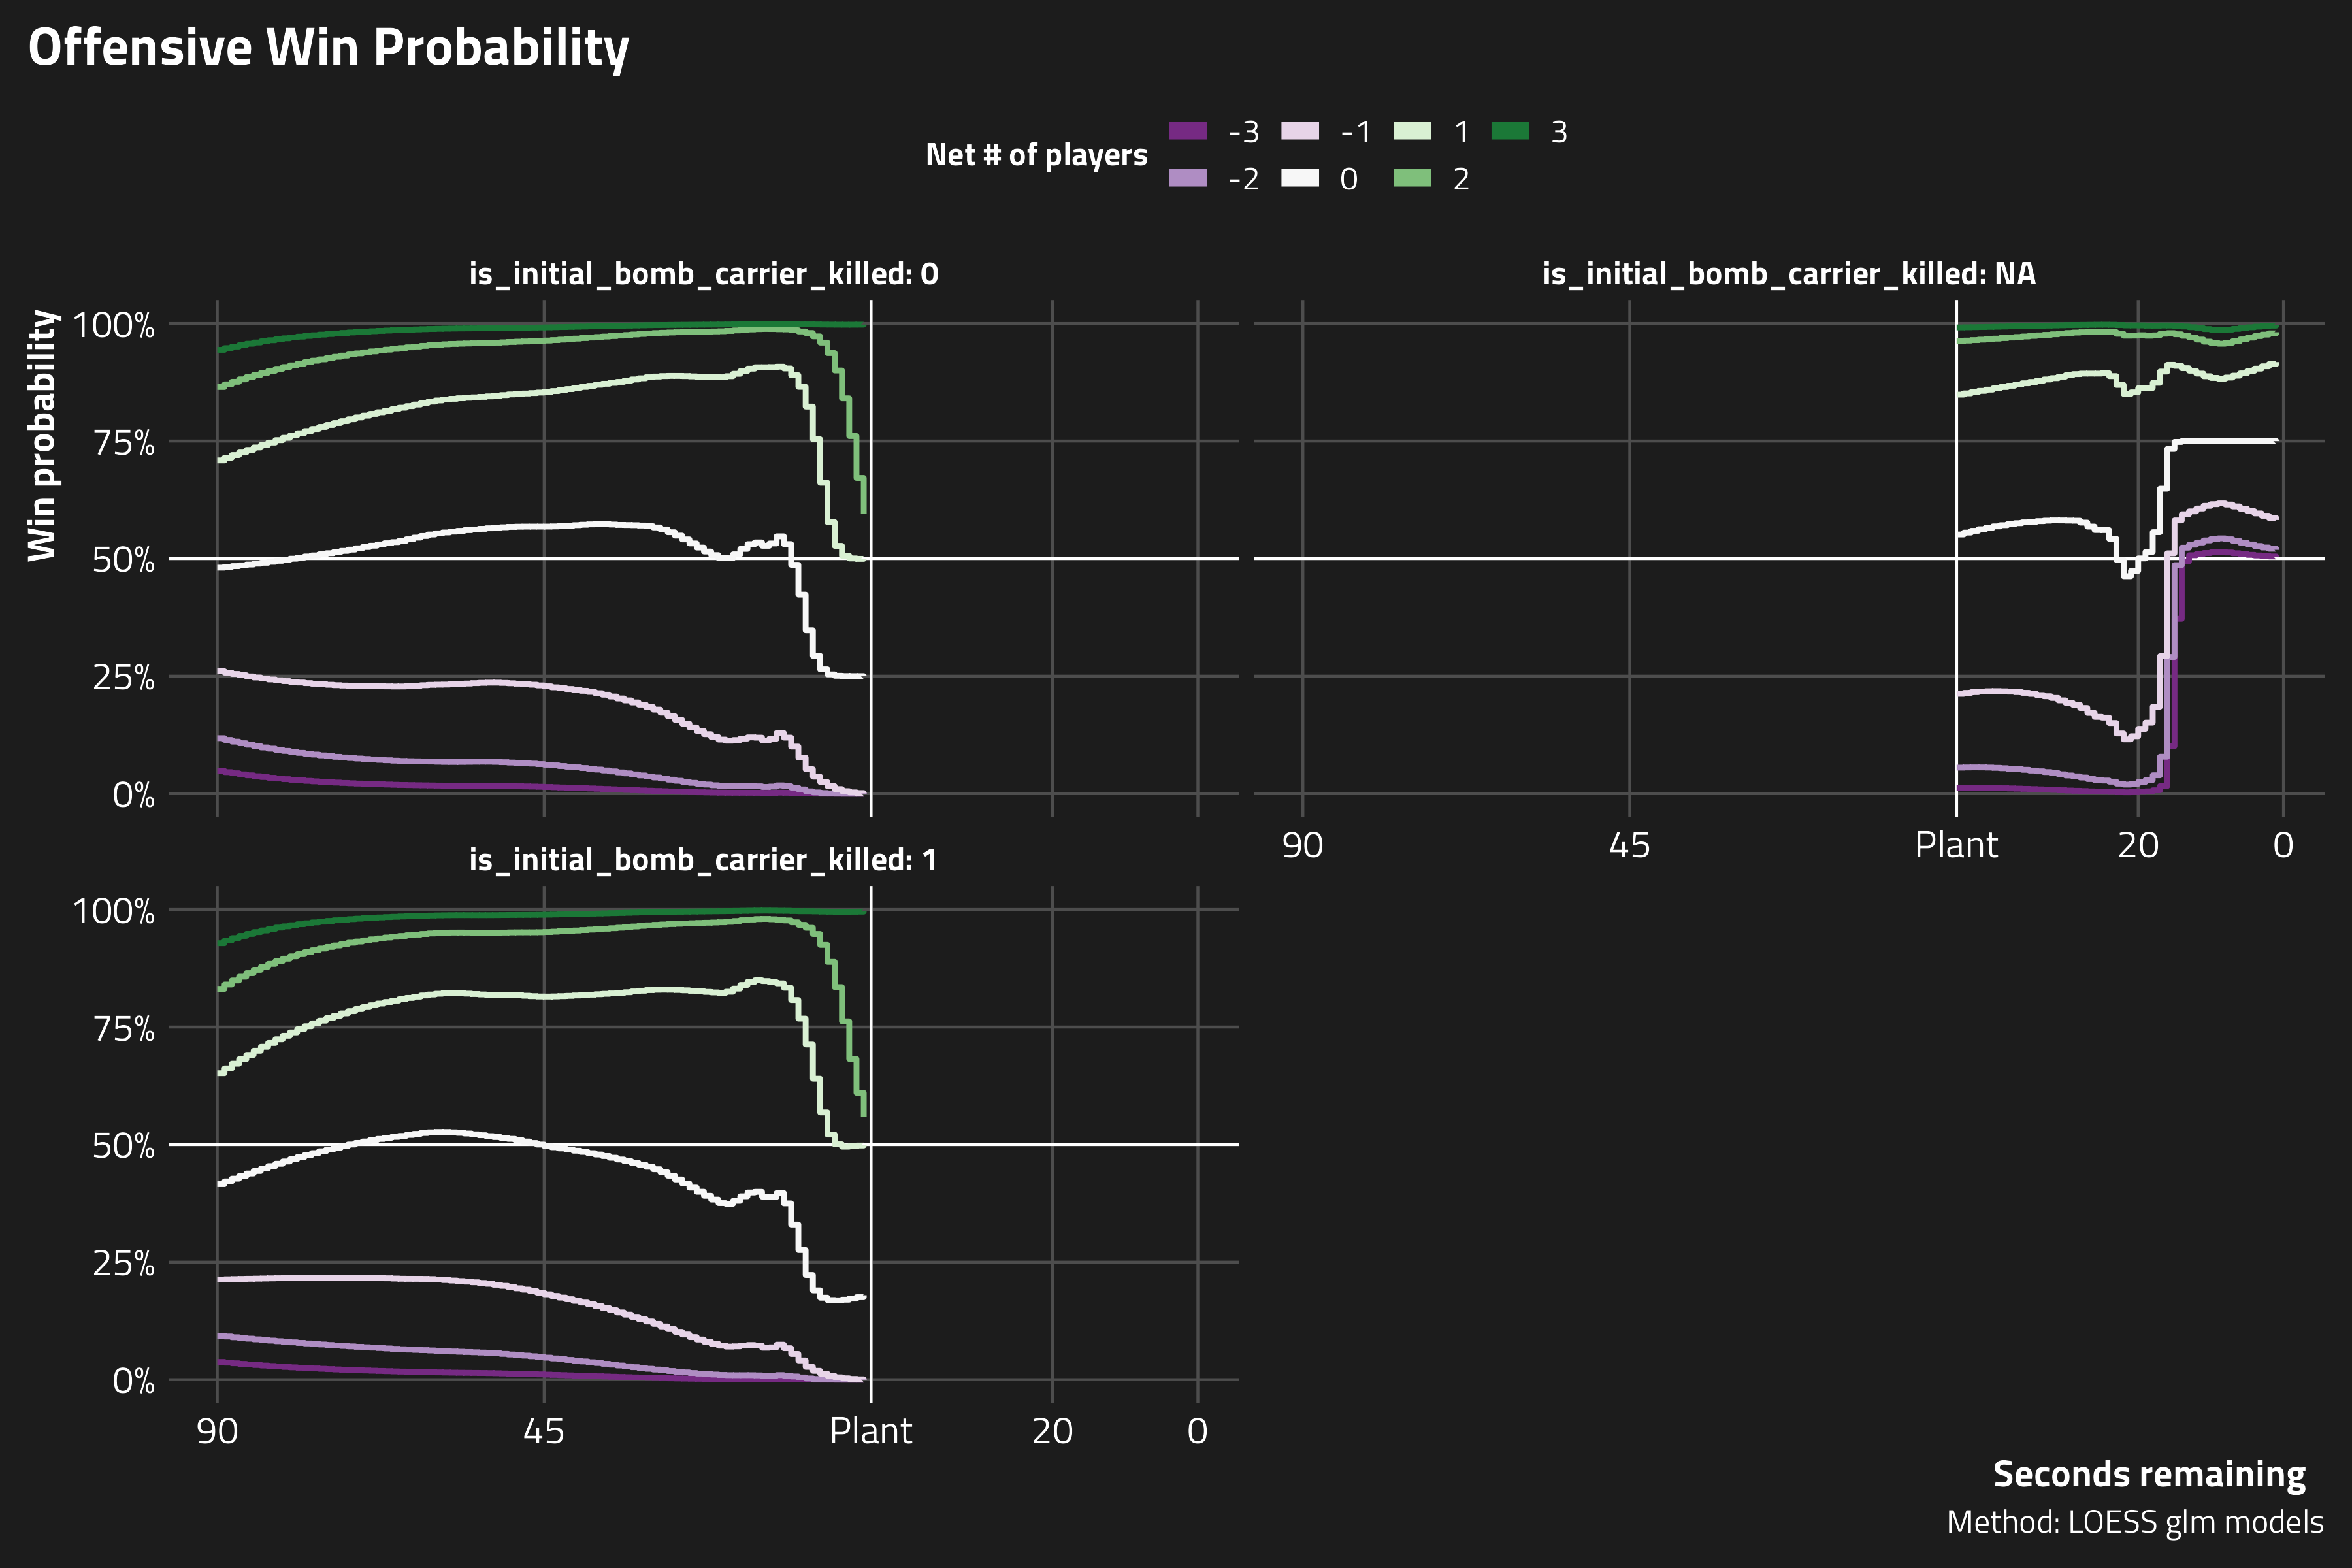 Offensive Win Probability
Net # of players
-3 -1 1 3
-2 0 2
is_initial_bomb_carrier_killed: 0
is_initial_bomb_carrier_killed: NA
Win probability
100%
75%
50%
25%
0%
90 45 Plant 20 0
is_initial_bomb_carrier_killed: 1
100%
75%
50%
25%
0%
90 45 Plant 20 0
Seconds remaining
Method: LOESS glm models